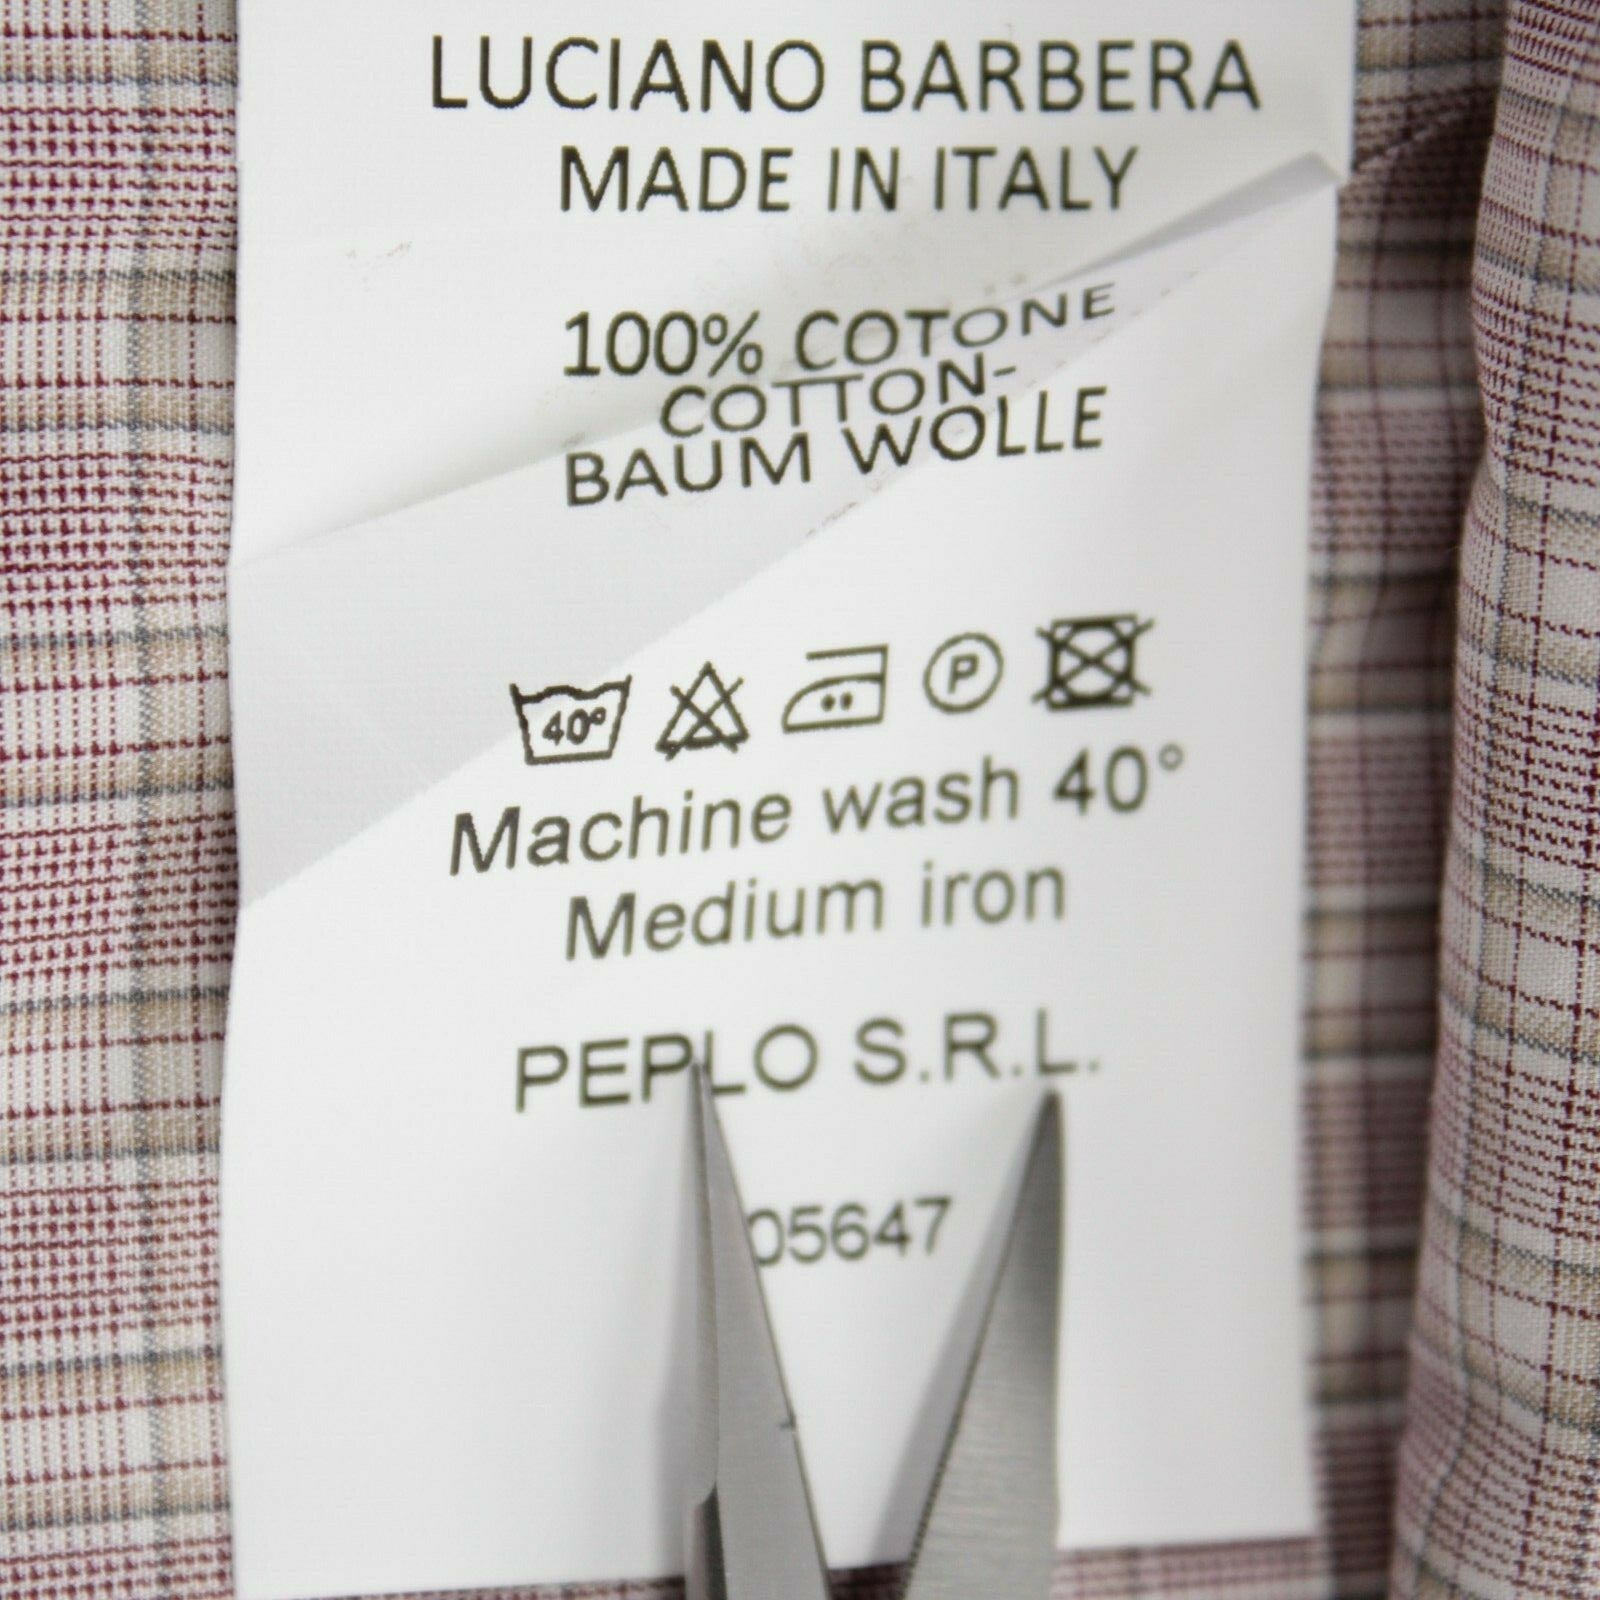 LUCIANO BARBERA
MADE IN ITALY
100% COTONE
COTTON-
BAUM WOLLE
40° P
Machine wash 40°
Medium iron
PEPLO S.R.L.
05647